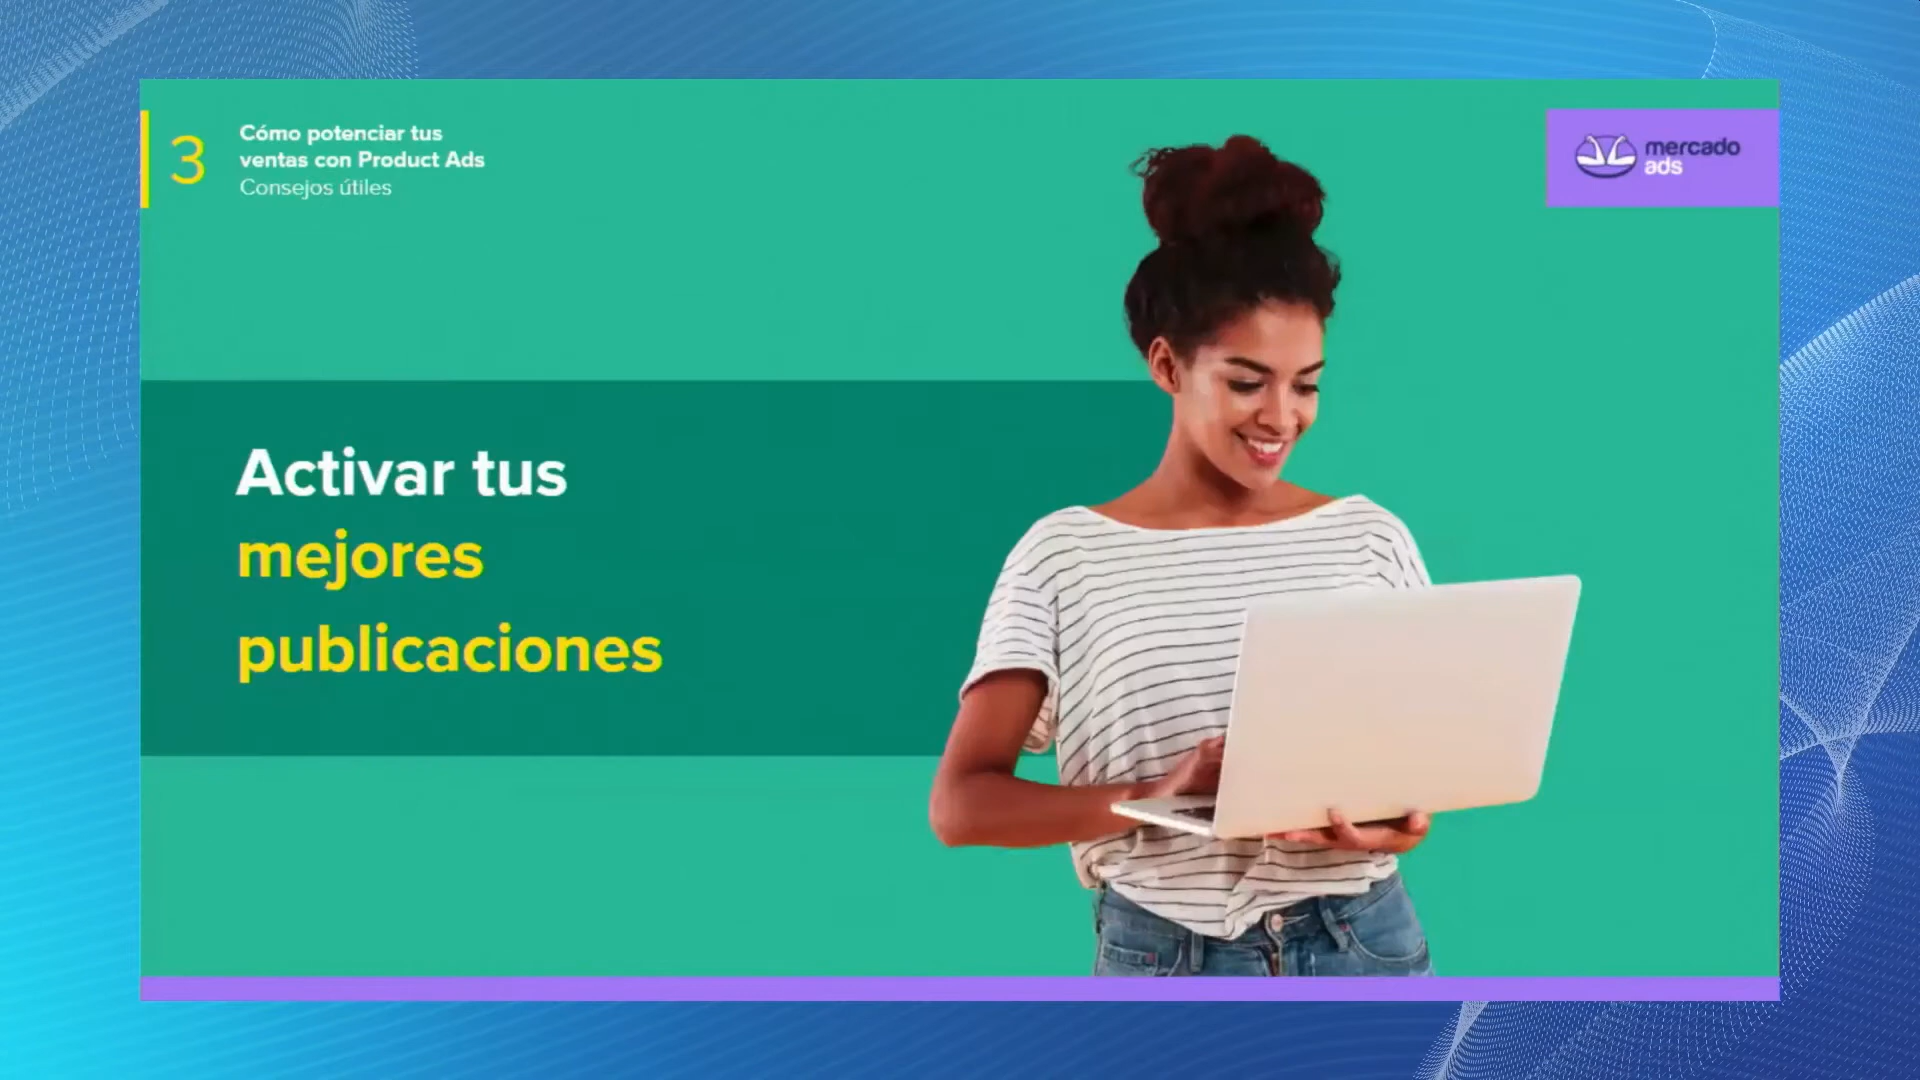 3
Cómo potenciar tus
ventas con Product Ads
Consejos útiles
mercado
ads
Activar tus
mejores
publicaciones